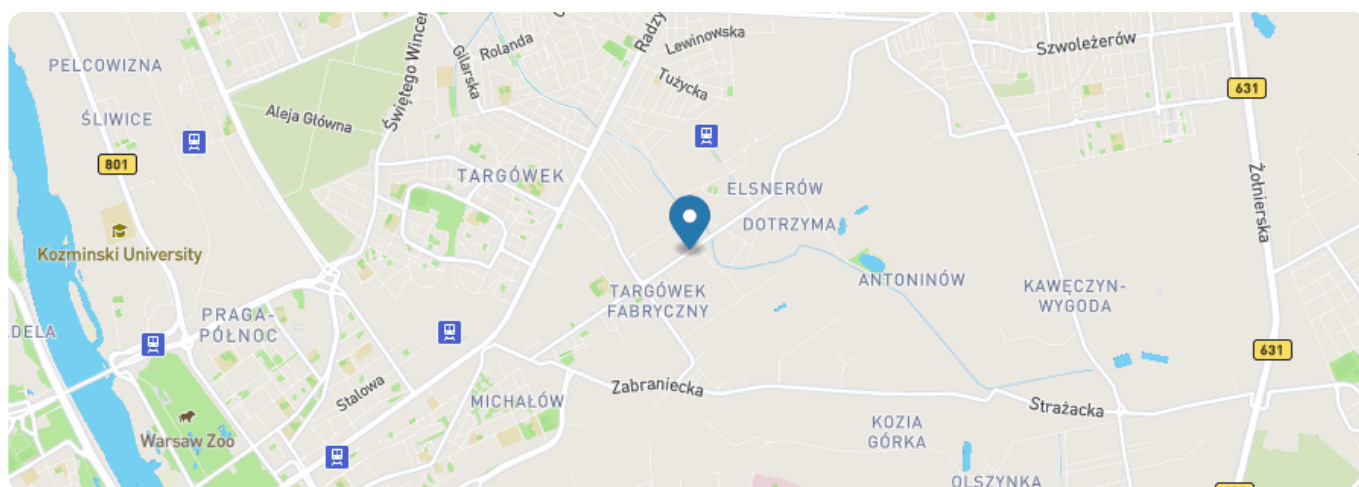 Szwoleżerów
Lewinowska
Radzy
Świętego Wincen
Rolanda
Gilarska
PELCOWIZNA
Tużycka
631
ŚLIWICE
Aleja Główna
801
TARGÓWEK
ELSNERÓW
Żołnierska
DOTRZYMA
Kozminski University
ANTONINÓW
KAWĘCZYN-
WYGODA
TARGÓWEK
FABRYCZNY
PRAGA-
PÓŁNOC
ADELA
631
Stalowa
Zabraniecka
MICHAŁÓW
Strażacka
KOZIA
GÓRKA
Warsaw Zoo
OLSZYNKA